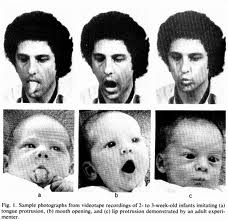 a
b
c
Fig. 1. Sample photographs from videotape recordings of 2- to 3-week-old infants imitating (a)
tongue protrusion, (b) mouth opening, and (c) lip protrusion demonstrated by an adult experi-
menter.